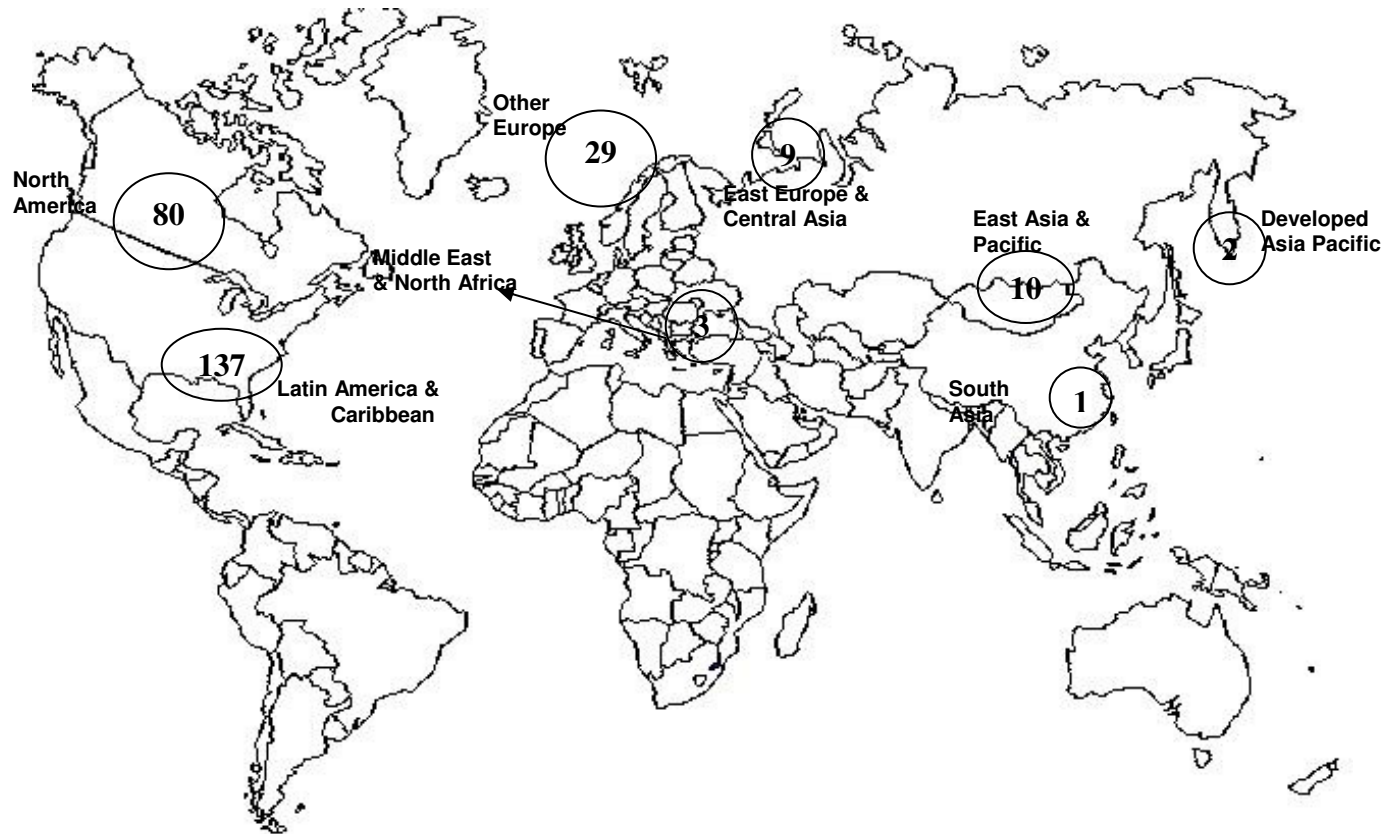 Other
Europe
29
9
East Europe &
Central Asia
North
America
80
East Asia &
Pacific
10
Developed
Asia Pacific
2
Middle East
& North Africa
3
137
Latin America &
Caribbean
South
Asia
1